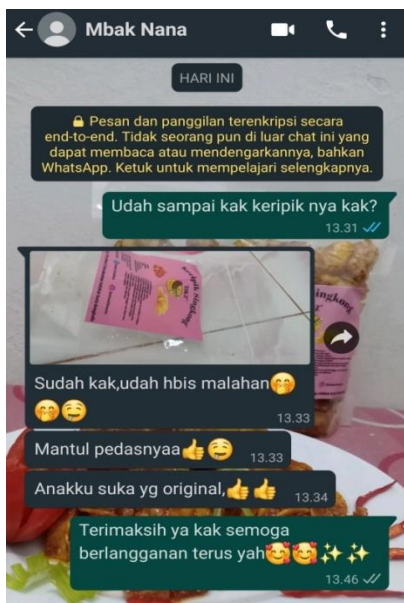 Mbak Nana
HARI INI
🔒 Pesan dan panggilan terenkripsi secara
end-to-end. Tidak seorang pun di luar chat ini yang
dapat membaca atau mendengarkannya, bahkan
WhatsApp. Ketuk untuk mempelajari selengkapnya.
Udah sampai kak keripik nya kak?
13.31
keripik Singkong
ingkong
Sudah kak,udah hbis malahan🤭
🤭🤤
13.33
Mantul pedasnyaa👍🤤
13.33
Anakku suka yg original,👍👍
13.34
Terimaksih ya kak semoga
berlangganan terus yah🥰🥰✨✨
13.46